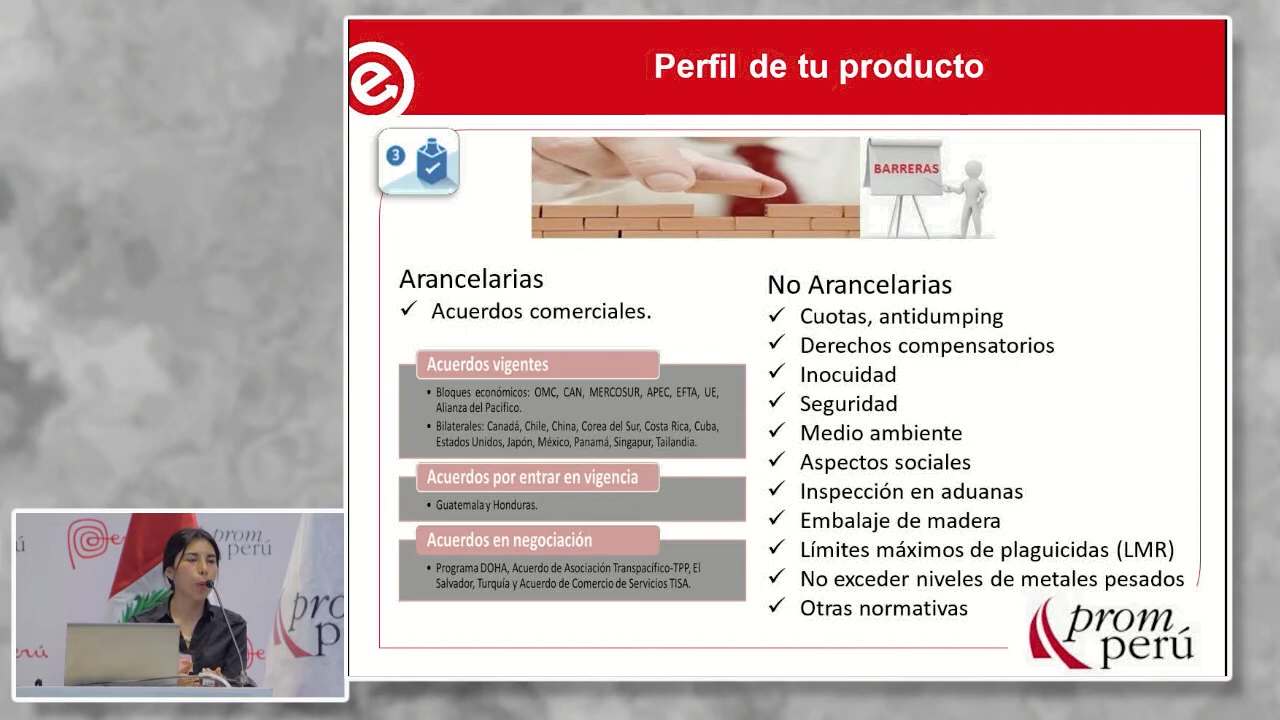 Perfil de tu producto
e
3
BARRERAS
Arancelarias
✓ Acuerdos comerciales.
Acuerdos vigentes
• Bloques económicos: OMC, CAN, MERCOSUR, APEC, EFTA, UE,
Alianza del Pacífico.
• Bilaterales: Canadá, Chile, China, Corea del Sur, Costa Rica, Cuba,
Estados Unidos, Japón, México, Panamá, Singapur, Tailandia.
Acuerdos por entrar en vigencia
• Guatemala y Honduras.
Acuerdos en negociación
• Programa DOHA, Acuerdo de Asociación Transpacífico-TPP, El
Salvador, Turquía y Acuerdo de Comercio de Servicios TISA.
No Arancelarias
✓ Cuotas, antidumping
✓ Derechos compensatorios
✓ Inocuidad
✓ Seguridad
✓ Medio ambiente
✓ Aspectos sociales
✓ Inspección en aduanas
✓ Embalaje de madera
✓ Límites máximos de plaguicidas (LMR)
✓ No exceder niveles de metales pesados
✓ Otras normativas
prom
perú
prom
perú